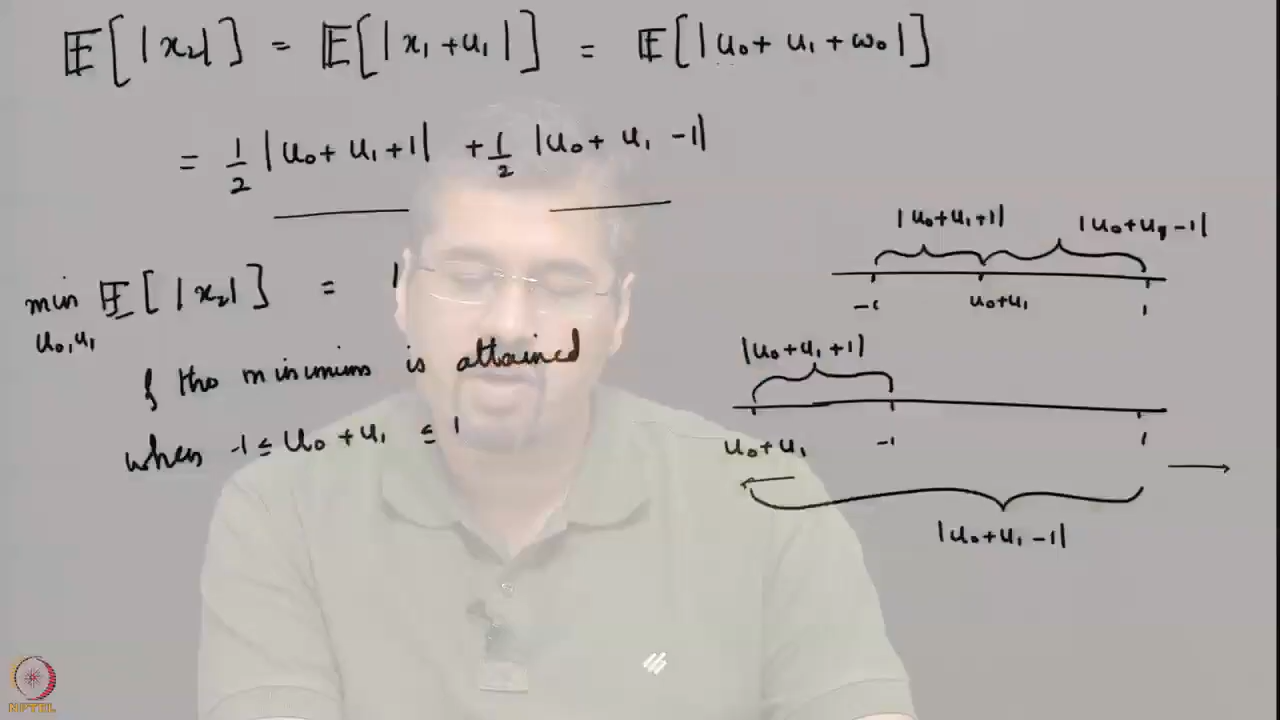 𝔼[|x₂|] = 𝔼[|x₁ + u₁|] = 𝔼[|u₀ + u₁ + w₀|]
= 1/2 |u₀ + u₁ + 1| + 1/2 |u₀ + u₁ - 1|
|u₀+u₁+1| |u₀+u₁-1|
-1 u₀+u₁ 1
min 𝔼[|x₂|] = 1
u₀,u₁
& the minimum is attained
when -1 ≤ u₀ + u₁ ≤ 1
|u₀+u₁+1|
u₀+u₁ -1 1
|u₀+u₁-1|
NPTEL